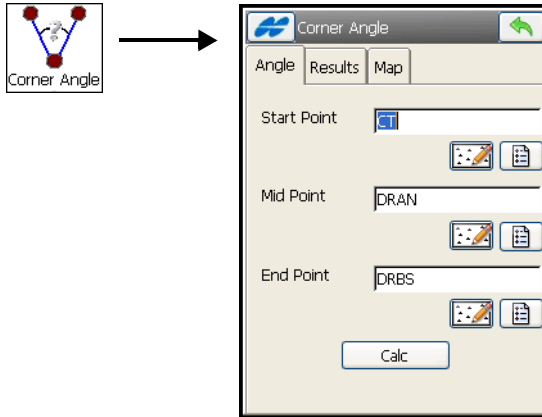 ?
Corner Angle
Corner Angle
Angle Results Map
Start Point CT
Mid Point DRAN
End Point DRBS
Calc